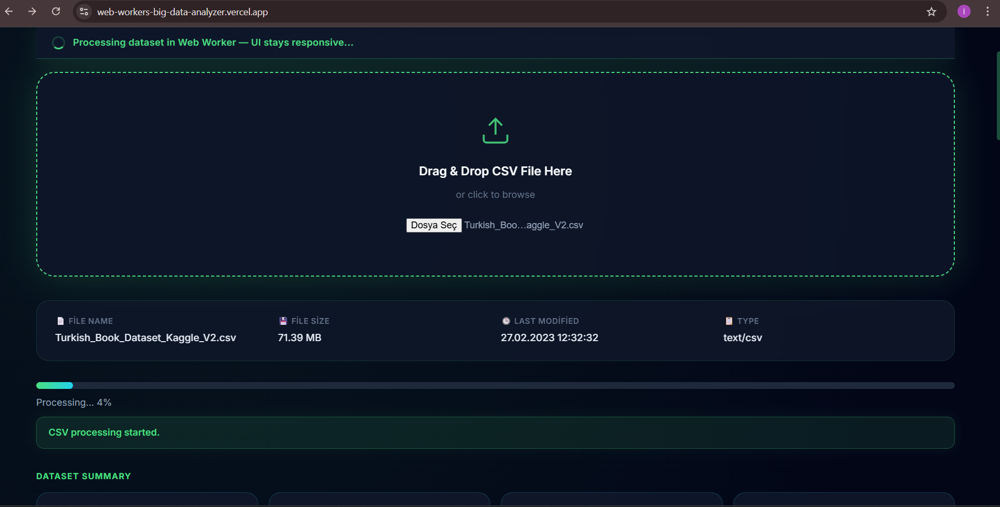 web-workers-big-data-analyzer.vercel.app
i
Processing dataset in Web Worker — UI stays responsive...
Drag & Drop CSV File Here
or click to browse
Dosya Seç Turkish_Boo...aggle_V2.csv
FİLE NAME
Turkish_Book_Dataset_Kaggle_V2.csv
FİLE SİZE
71.39 MB
LAST MODİFİED
27.02.2023 12:32:32
TYPE
text/csv
Processing... 4%
CSV processing started.
DATASET SUMMARY